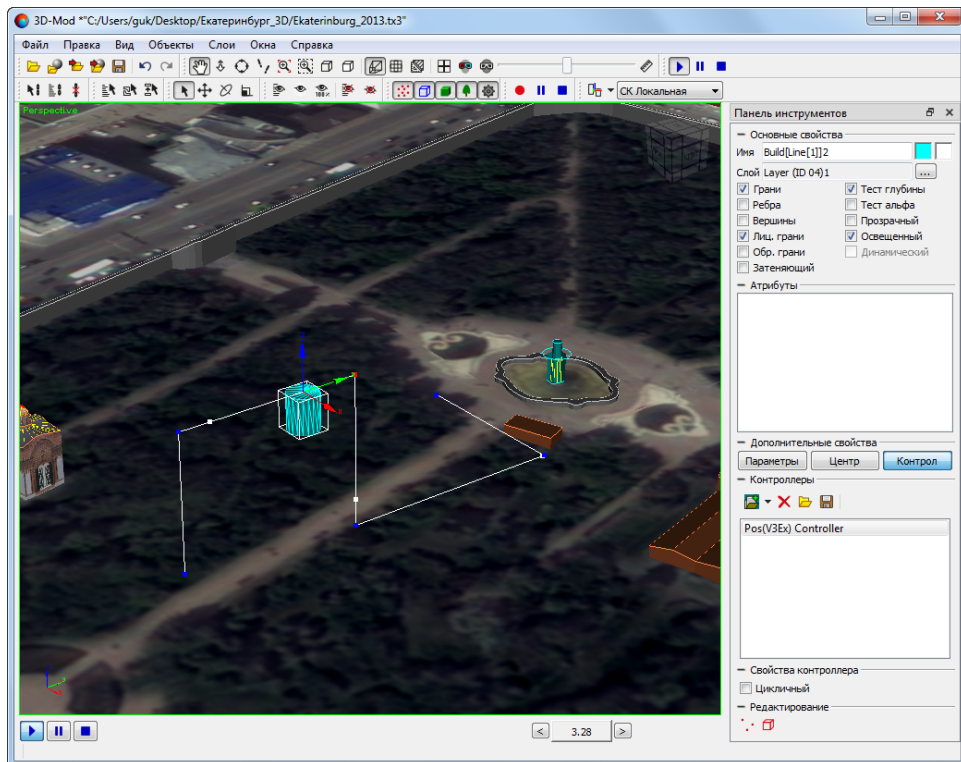 3D-Mod *"C:/Users/guk/Desktop/Екатеринбург_3D/Ekaterinburg_2013.tx3"
Файл Правка Вид Объекты Слои Окна Справка
100%
СК Локальная
Perspective
Панель инструментов
Основные свойства
Имя Build[Line[1]]2
Слой Layer (ID 04)1 ...
Грани Тест глубины
Ребра Тест альфа
Вершины Прозрачный
Лиц. грани Освещенный
Обр. грани Динамический
Затеняющий
Атрибуты
Дополнительные свойства
Параметры Центр Контрол
Контроллеры
Pos(V3Ex) Controller
Свойства контроллера
Цикличный
Редактирование
< 3.28 >